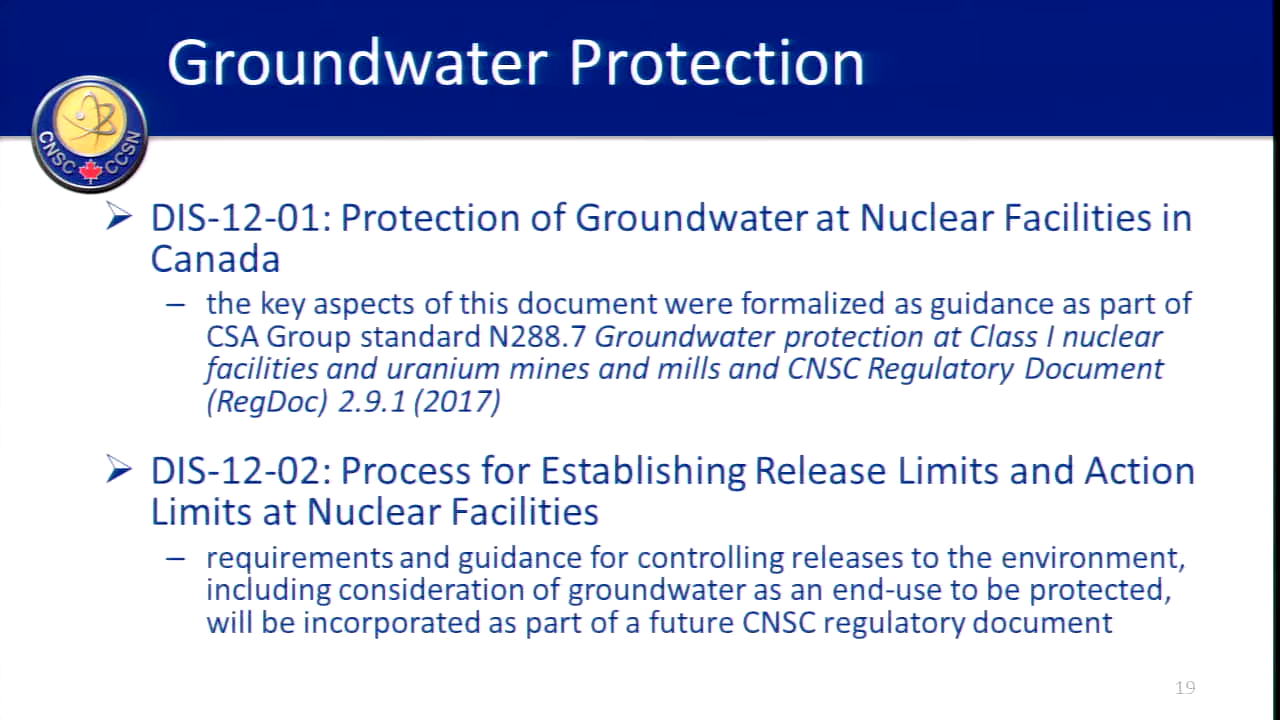 Groundwater Protection
CNSC CCSN
➢ DIS-12-01: Protection of Groundwater at Nuclear Facilities in
Canada
– the key aspects of this document were formalized as guidance as part of
CSA Group standard N288.7 Groundwater protection at Class I nuclear
facilities and uranium mines and mills and CNSC Regulatory Document
(RegDoc) 2.9.1 (2017)
➢ DIS-12-02: Process for Establishing Release Limits and Action
Limits at Nuclear Facilities
– requirements and guidance for controlling releases to the environment,
including consideration of groundwater as an end-use to be protected,
will be incorporated as part of a future CNSC regulatory document
19